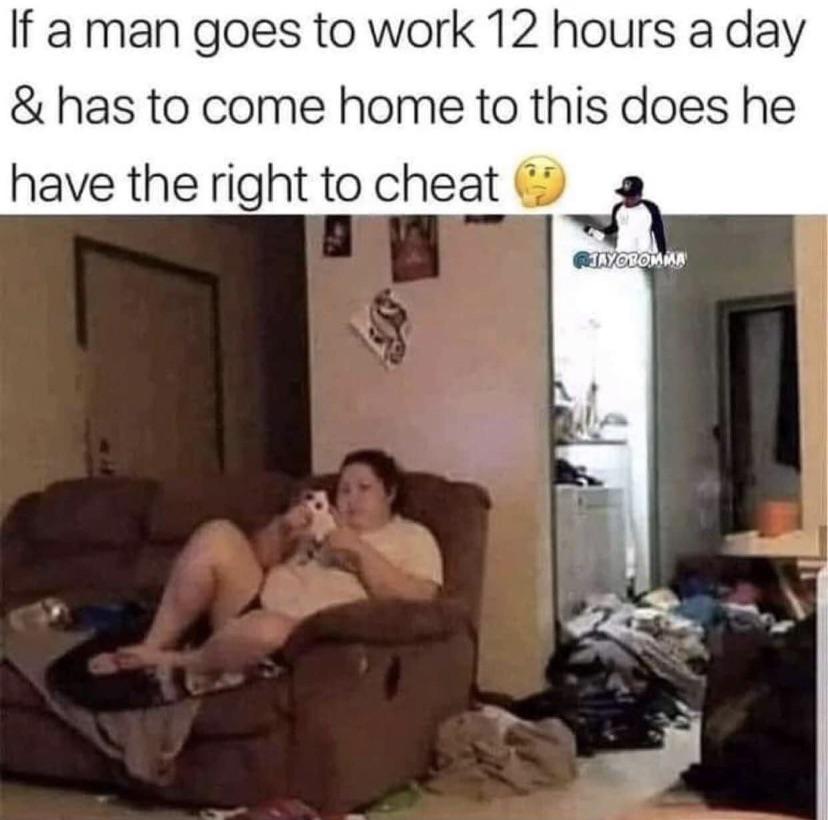 If a man goes to work 12 hours a day
& has to come home to this does he
have the right to cheat 🤔
@JAYOBOMMA